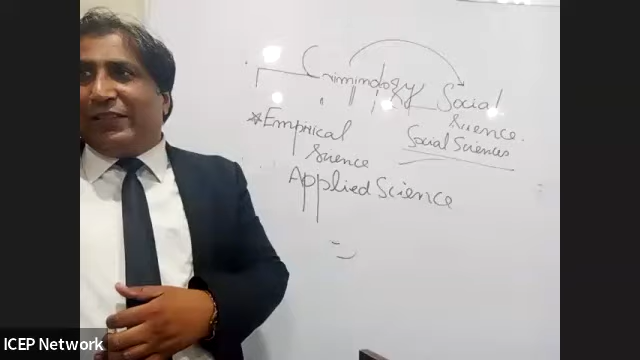 Criminology
Social
Science.
*Empirical
Science
Social Sciences
Applied Science
ICEP Network